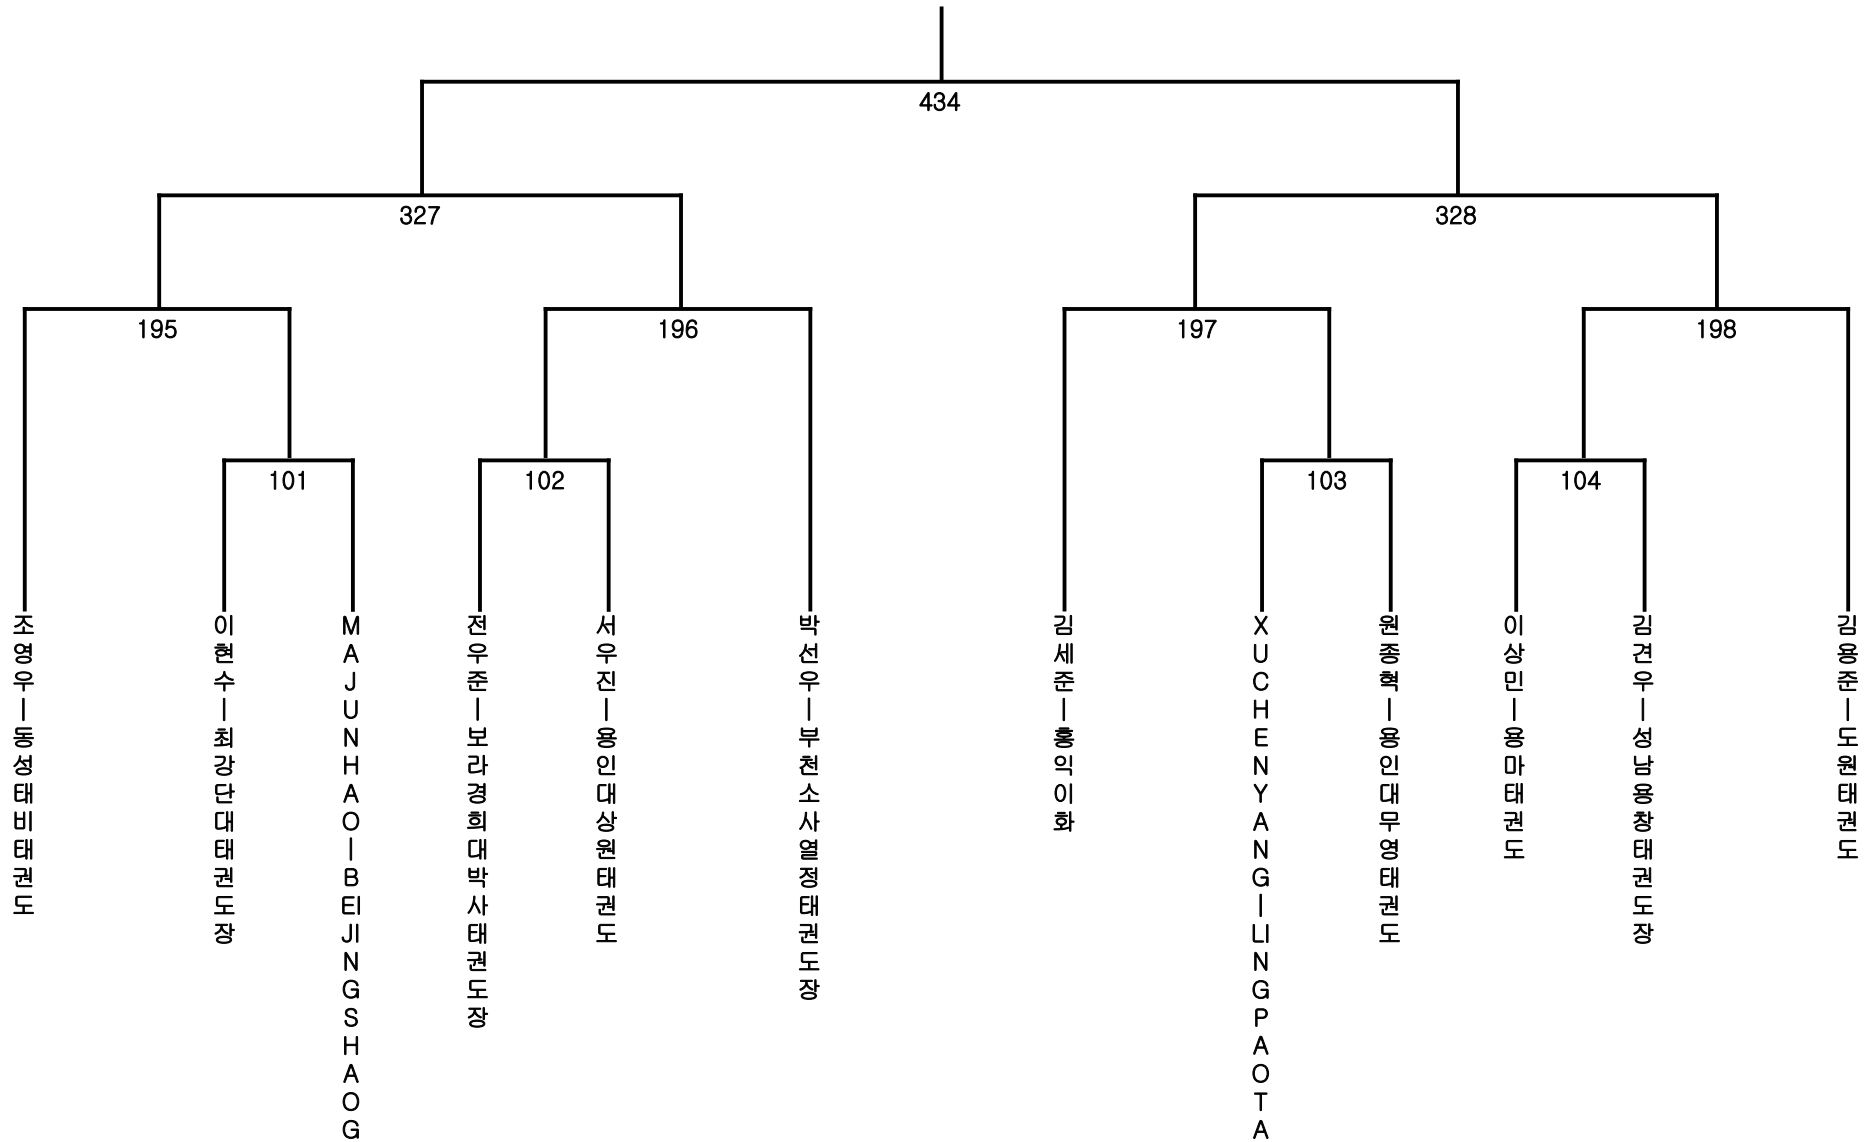 434
327
328
195
196
197
198
101
102
103
104
조영우-동성태비태권도
이현수-최강단대태권도장
MAJUNHAO-BEIJINGSHAOG
전우준-보라경희대박사태권도장
서우진-용인대상원태권도
박선우-부천소사열정태권도장
김세준-홍익이화
XUCHENYANG-LINGPAOTA
원종혁-용인대무영태권도
이상민-용마태권도
김견우-성남용창태권도장
김용준-도원태권도